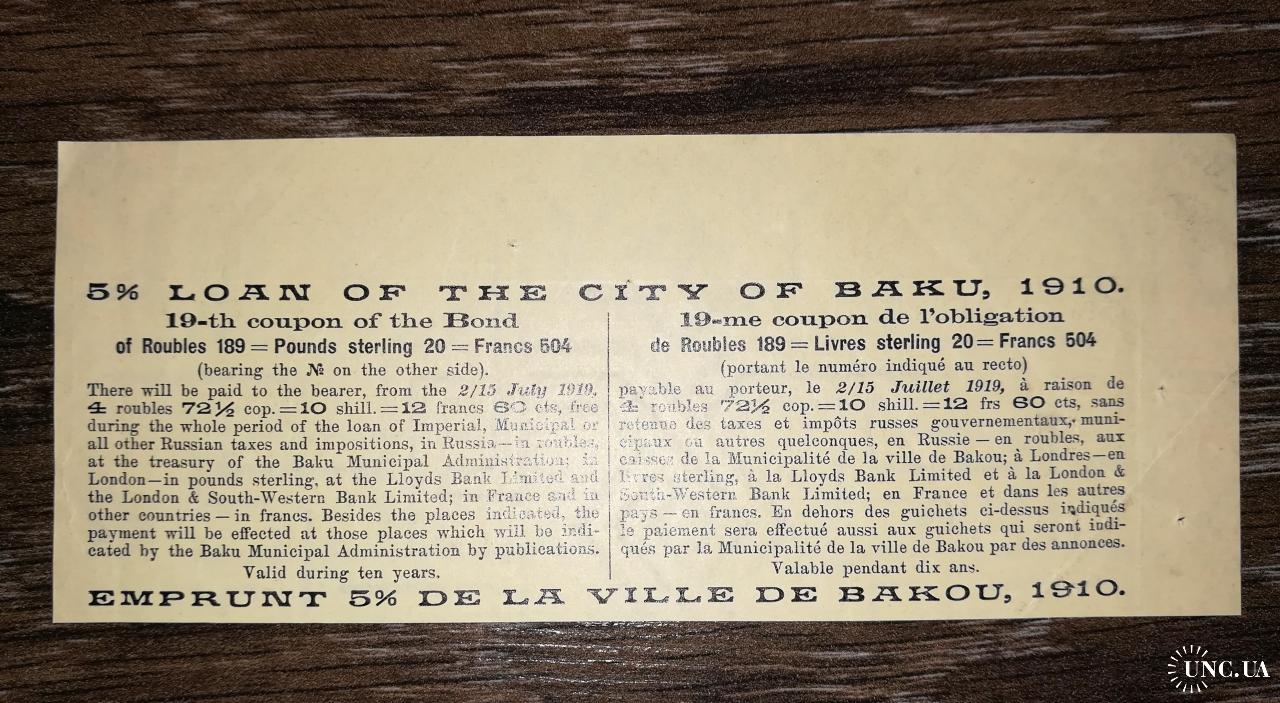 5% LOAN OF THE CITY OF BAKU, 1910.
19-th coupon of the Bond
of Roubles 189 = Pounds sterling 20 = Francs 504
(bearing the № on the other side).
There will be paid to the bearer, from the 2/15 July 1919,
4 roubles 72½ cop.=10 shill.=12 francs 60 cts, free
during the whole period of the loan of Imperial, Municipal or
all other Russian taxes and impositions, in Russia—in roubles,
at the treasury of the Baku Municipal Administration; in
London—in pounds sterling, at the Lloyds Bank Limited and
the London & South-Western Bank Limited; in France and in
other countries — in francs. Besides the places indicated, the
payment will be effected at those places which will be indi-
cated by the Baku Municipal Administration by publications.
Valid during ten years.
19-me coupon de l'obligation
de Roubles 189 = Livres sterling 20 = Francs 504
(portant le numéro indiqué au recto)
payable au porteur, le 2/15 Juillet 1919, à raison de
4 roubles 72½ cop.=10 shill.=12 frs 60 cts, sans
retenue des taxes et impôts russes gouvernementaux, muni-
cipaux ou autres quelconques, en Russie — en roubles, aux
caisses de la Municipalité de la ville de Bakou; à Londres—en
livres sterling, à la Lloyds Bank Limited et à la London &
South-Western Bank Limited; en France et dans les autres
pays — en francs. En dehors des guichets ci-dessus indiqués
le paiement sera effectué aussi aux guichets qui seront indi-
qués par la Municipalité de la ville de Bakou par des annonces.
Valable pendant dix ans.
EMPRUNT 5% DE LA VILLE DE BAKOU, 1910.
UNC.UA